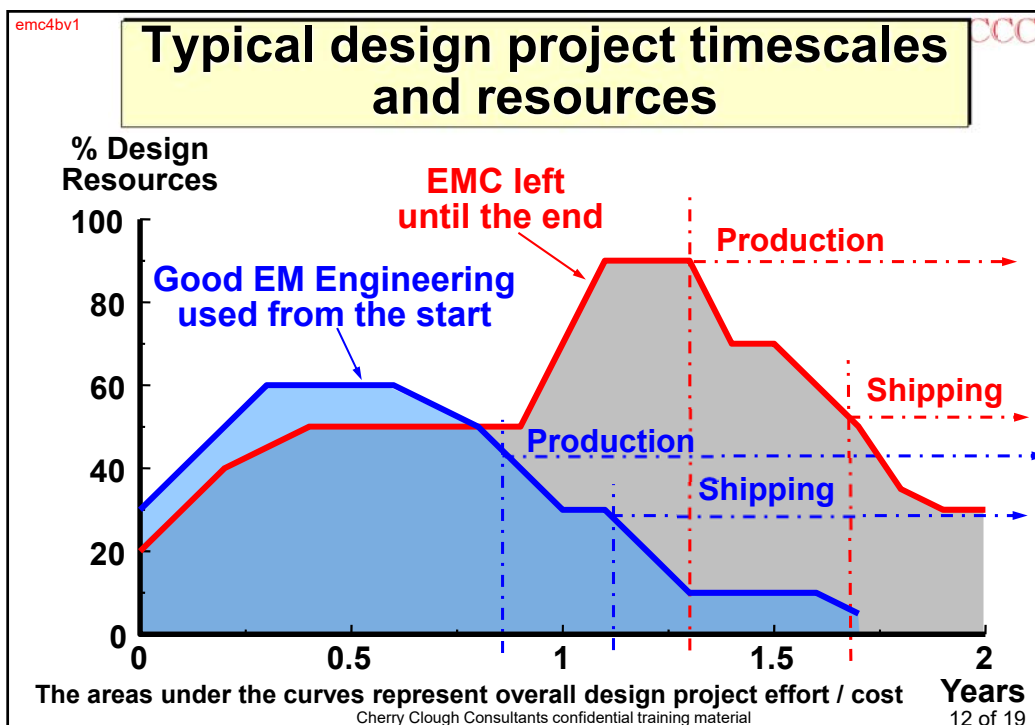 emc4bv1
CCC
Typical design project timescales
and resources
% Design
Resources
EMC left
until the end
Good EM Engineering
used from the start
Production
Shipping
Production
Shipping
100
80
60
40
20
0
0 0.5 1 1.5 2
Years
The areas under the curves represent overall design project effort / cost
Cherry Clough Consultants confidential training material
12 of 19